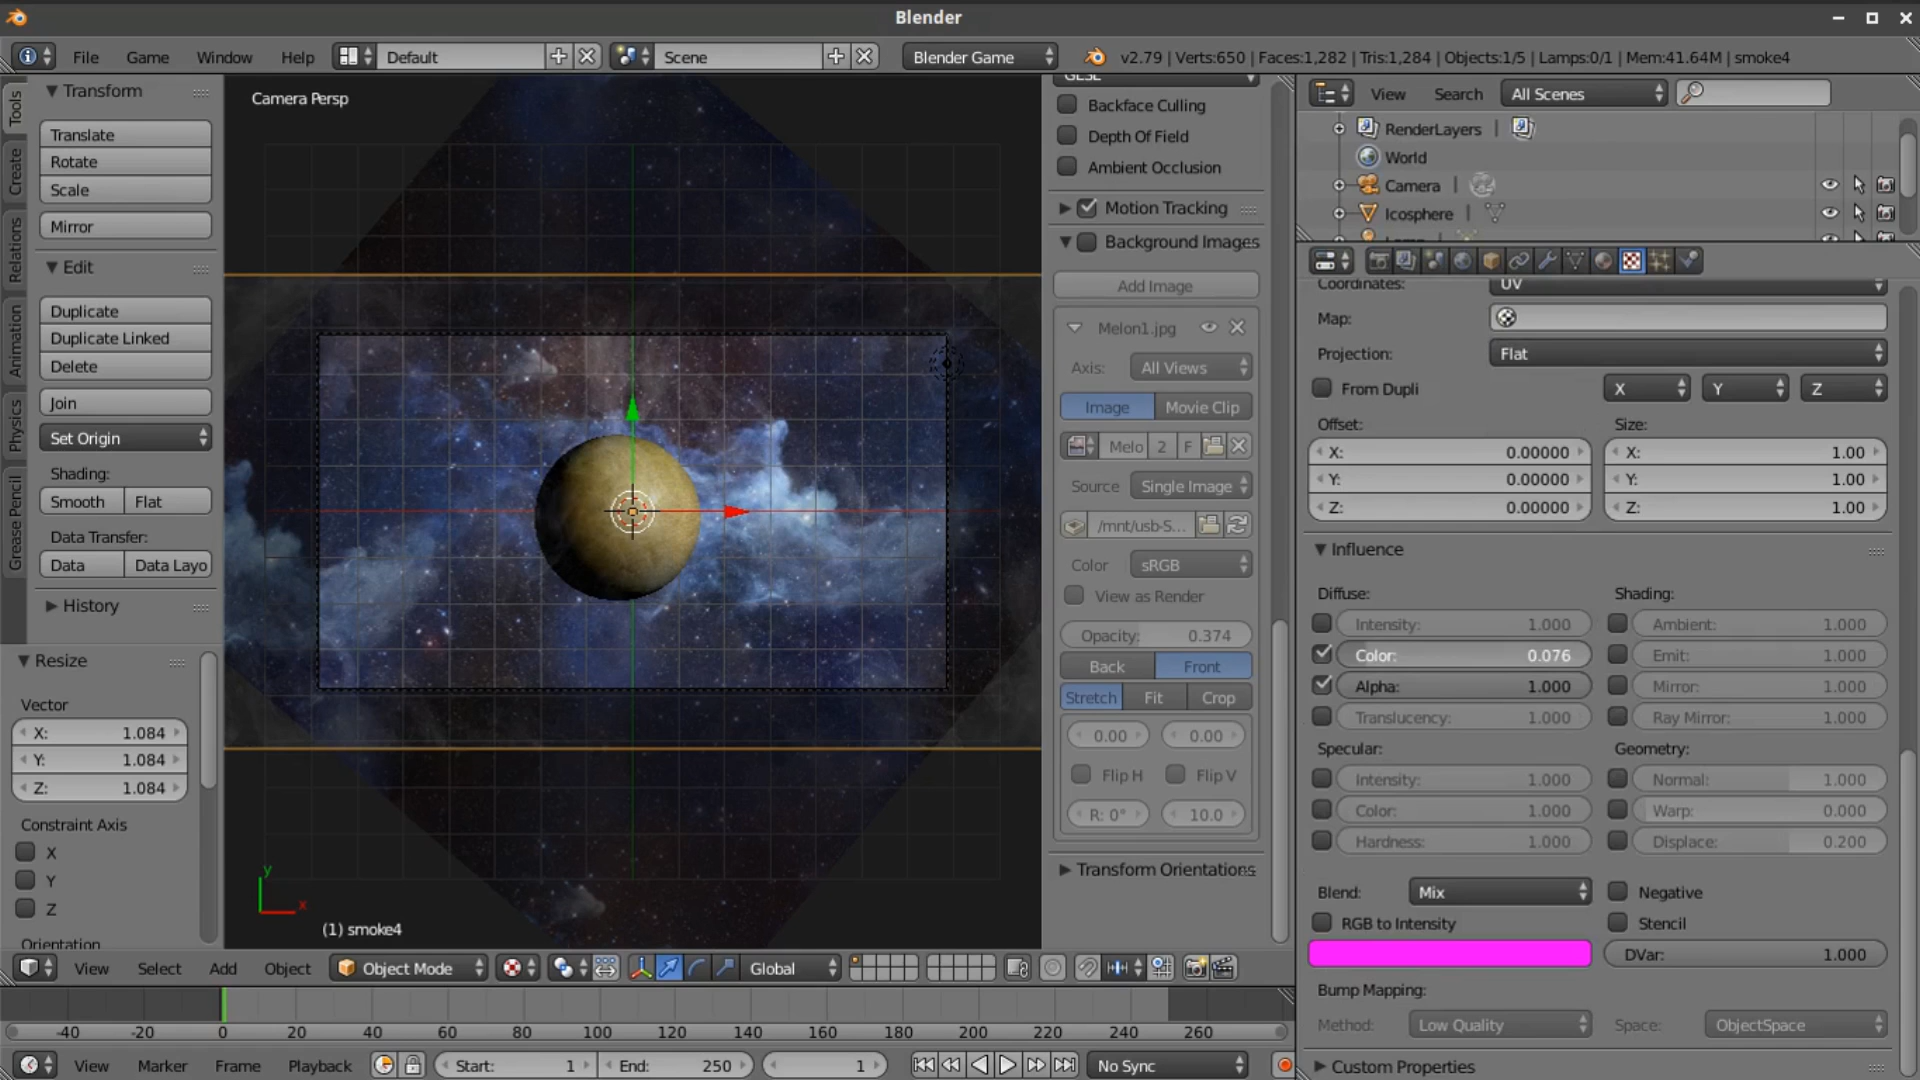 Blender
File Game Window Help Default Scene Blender Game v2.79 | Verts:650 | Faces:1,282 | Tris:1,284 | Objects:1/5 | Lamps:0/1 | Mem:41.64M | smoke4
Tools
Create
Relations
Animation
Physics
Grease Pencil
Transform
Translate
Rotate
Scale
Mirror
Edit
Duplicate
Duplicate Linked
Delete
Join
Set Origin
Shading:
Smooth Flat
Data Transfer:
Data Data Layo
History
Resize
Vector
X: 1.084
Y: 1.084
Z: 1.084
Constraint Axis
X
Y
Z
Orientation
Camera Persp
y
x
(1) smoke4
GLSL
Backface Culling
Depth Of Field
Ambient Occlusion
Motion Tracking
Background Images
Add Image
Melon1.jpg
Axis: All Views
Image Movie Clip
Melo 2 F
Source Single Image
/mnt/usb-S...
Color sRGB
View as Render
Opacity: 0.374
Back Front
Stretch Fit Crop
0.00 0.00
Flip H Flip V
R: 0° 10.0
Transform Orientations
View Search All Scenes
RenderLayers
World
Camera
Icosphere
Lamp
Coordinates: UV
Map:
Projection: Flat
From Dupli X Y Z
Offset: Size:
X: 0.00000 X: 1.00
Y: 0.00000 Y: 1.00
Z: 0.00000 Z: 1.00
Influence
Diffuse: Shading:
Intensity: 1.000 Ambient: 1.000
Color: 0.076 Emit: 1.000
Alpha: 1.000 Mirror: 1.000
Translucency: 1.000 Ray Mirror: 1.000
Specular: Geometry:
Intensity: 1.000 Normal: 1.000
Color: 1.000 Warp: 0.000
Hardness: 1.000 Displace: 0.200
Blend: Mix Negative
RGB to Intensity Stencil
DVar: 1.000
Bump Mapping:
Method: Low Quality Space: ObjectSpace
Custom Properties
View Select Add Object Object Mode Global
-40 -20 0 20 40 60 80 100 120 140 160 180 200 220 240 260
View Marker Frame Playback Start: 1 End: 250 1 No Sync